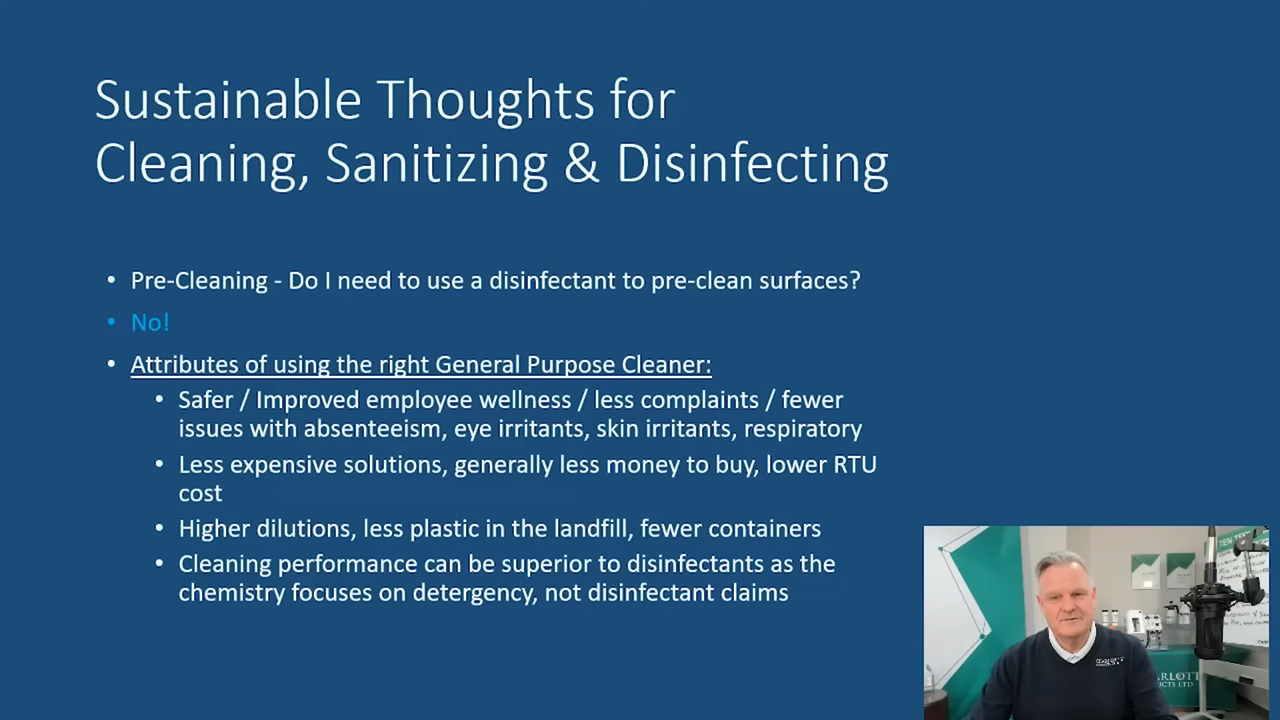 Sustainable Thoughts for
Cleaning, Sanitizing & Disinfecting
• Pre-Cleaning - Do I need to use a disinfectant to pre-clean surfaces?
• No!
• Attributes of using the right General Purpose Cleaner:
• Safer / Improved employee wellness / less complaints / fewer
issues with absenteeism, eye irritants, skin irritants, respiratory
• Less expensive solutions, generally less money to buy, lower RTU
cost
• Higher dilutions, less plastic in the landfill, fewer containers
• Cleaning performance can be superior to disinfectants as the
chemistry focuses on detergency, not disinfectant claims